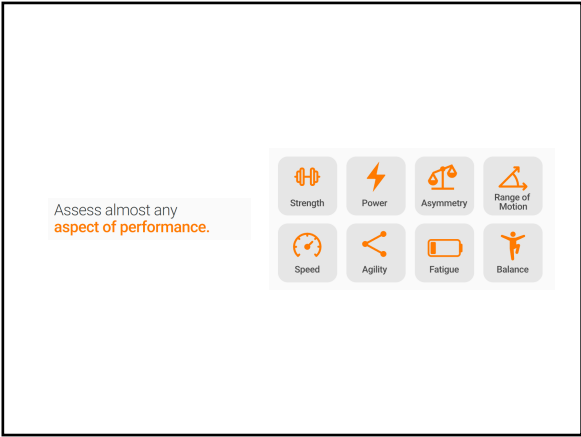 Assess almost any
aspect of performance.
Strength
Power
Asymmetry
Range of
Motion
Speed
Agility
Fatigue
Balance